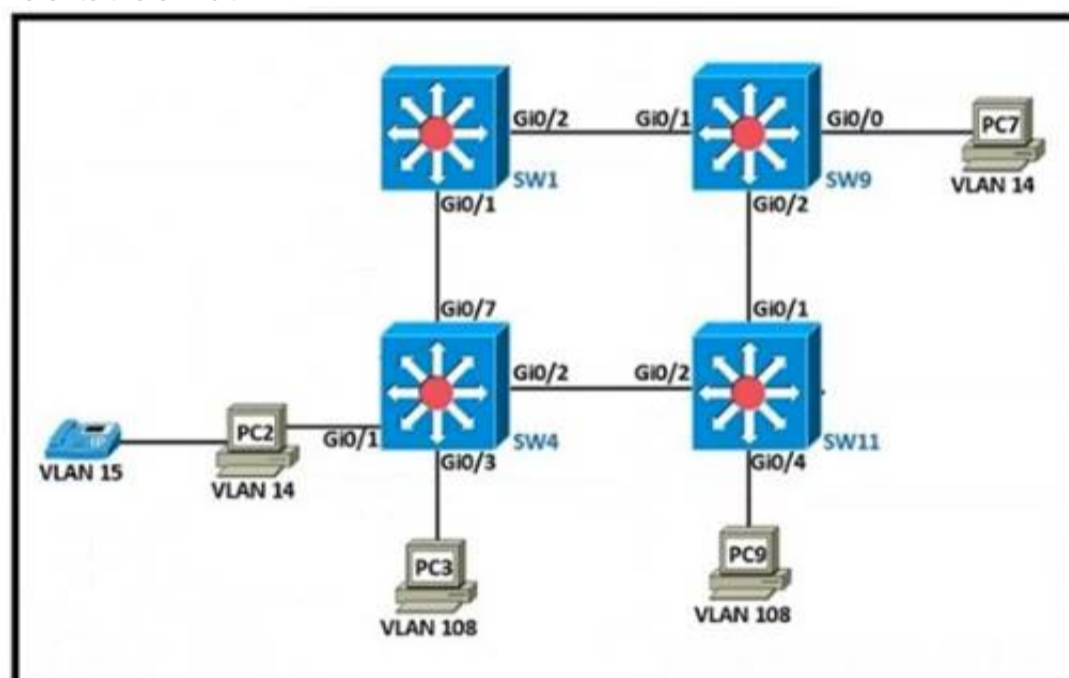 Gi0/2
Gi0/1
Gi0/0
PC7
SW1
SW9
VLAN 14
Gi0/1
Gi0/2
Gi0/7
Gi0/1
Gi0/2
Gi0/2
PC2
Gi0/1
SW4
SW11
VLAN 15
Gi0/3
Gi0/4
VLAN 14
PC3
PC9
VLAN 108
VLAN 108